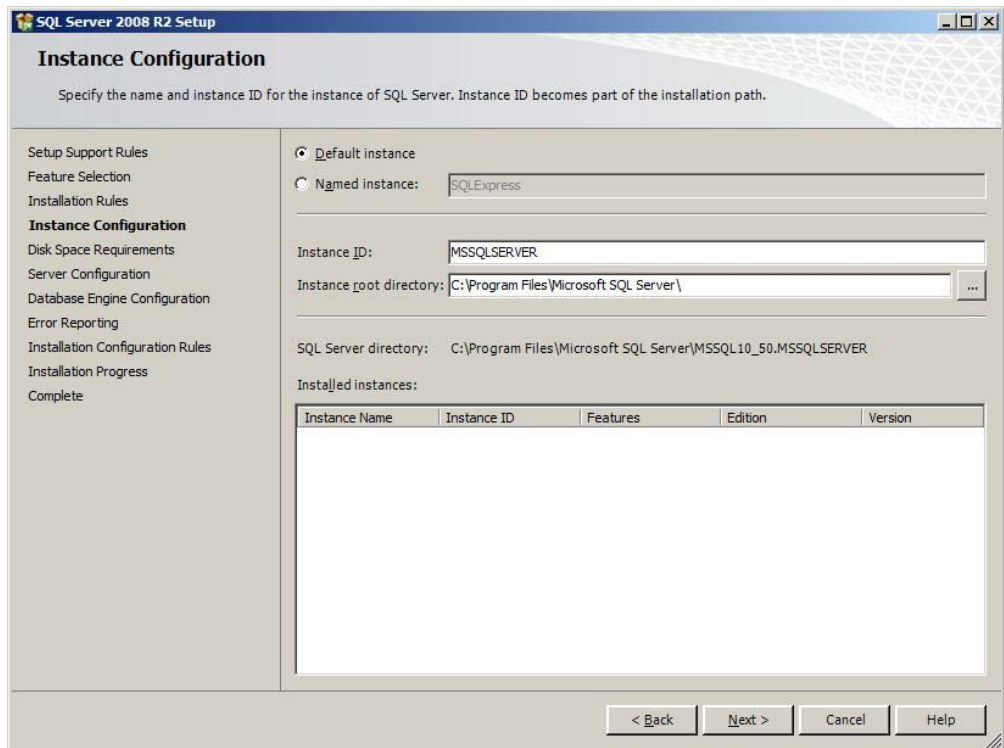 SQL Server 2008 R2 Setup
Instance Configuration
Specify the name and instance ID for the instance of SQL Server. Instance ID becomes part of the installation path.
Setup Support Rules
Feature Selection
Installation Rules
Instance Configuration
Disk Space Requirements
Server Configuration
Database Engine Configuration
Error Reporting
Installation Configuration Rules
Installation Progress
Complete
Default instance
Named instance: SQLExpress
Instance ID: MSSQLSERVER
Instance root directory: C:\Program Files\Microsoft SQL Server\ ...
SQL Server directory: C:\Program Files\Microsoft SQL Server\MSSQL10_50.MSSQLSERVER
Installed instances:
Instance Name Instance ID Features Edition Version
< Back Next > Cancel Help